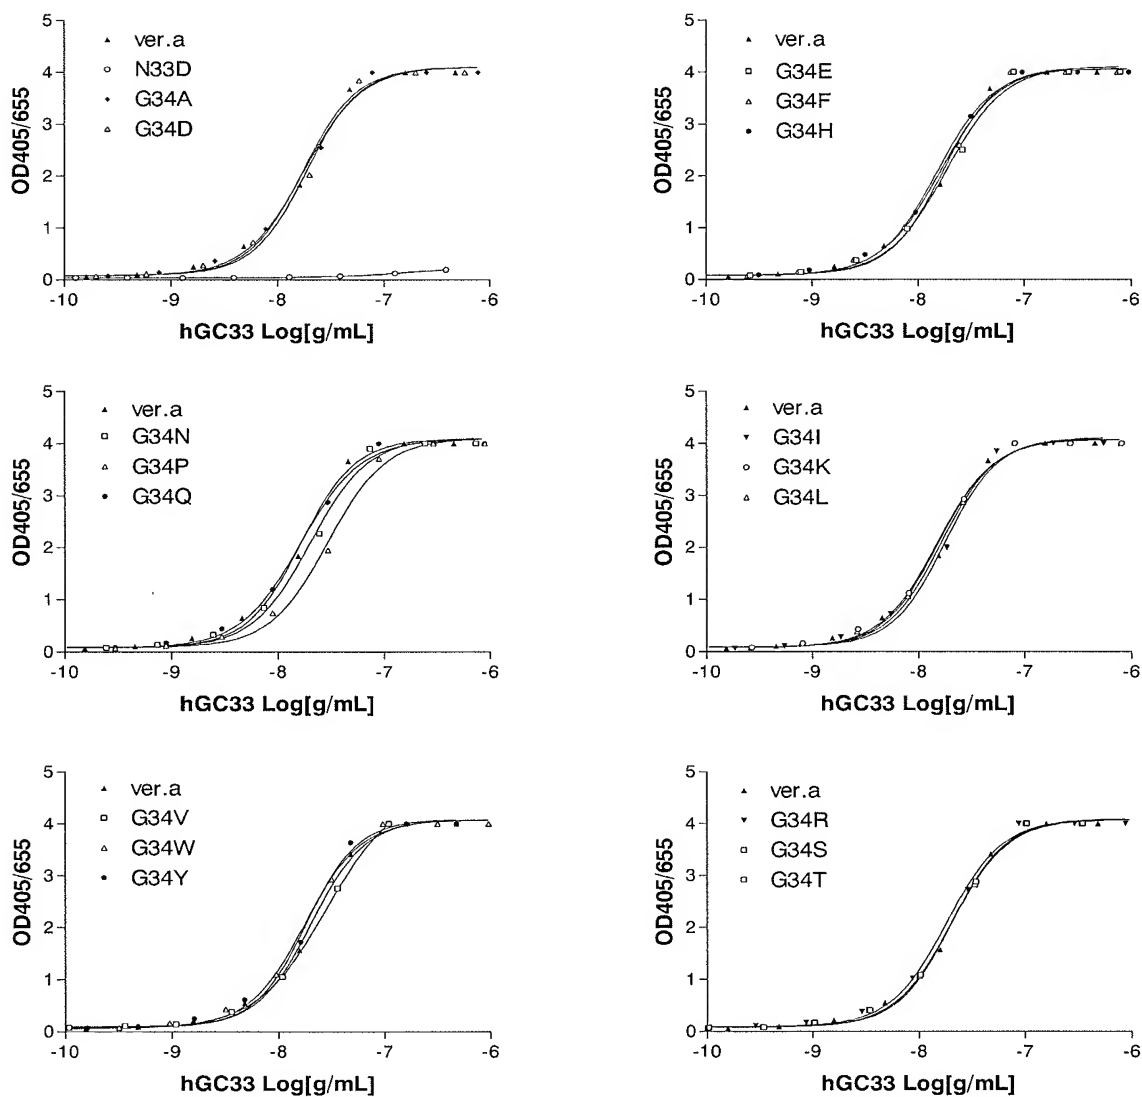 5
4
3
2
1
0
OD405/655
ver.a
N33D
G34A
G34D
-10
-9
-8
-7
-6
hGC33 Log[g/mL]
5
4
3
2
1
0
OD405/655
ver.a
G34E
G34F
G34H
-10
-9
-8
-7
-6
hGC33 Log[g/mL]
5
4
3
2
1
0
OD405/655
ver.a
G34N
G34P
G34Q
-10
-9
-8
-7
-6
hGC33 Log[g/mL]
5
4
3
2
1
0
OD405/655
ver.a
G34I
G34K
G34L
-10
-9
-8
-7
-6
hGC33 Log[g/mL]
5
4
3
2
1
0
OD405/655
ver.a
G34V
G34W
G34Y
-10
-9
-8
-7
-6
hGC33 Log[g/mL]
5
4
3
2
1
0
OD405/655
ver.a
G34R
G34S
G34T
-10
-9
-8
-7
-6
hGC33 Log[g/mL]